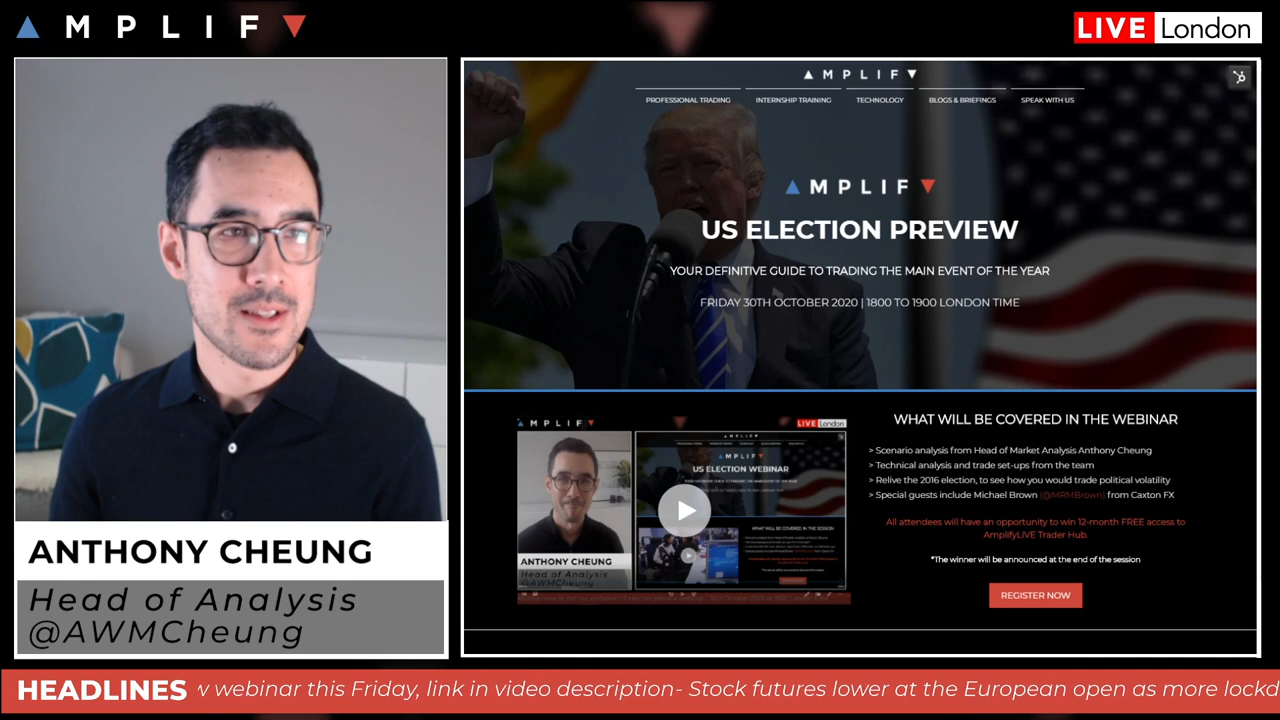 AMPLIFY
LIVE London
AMPLIFY
PROFESSIONAL TRADING
INTERNSHIP TRAINING
TECHNOLOGY
BLOGS & BRIEFINGS
SPEAK WITH US
AMPLIFY
US ELECTION PREVIEW
YOUR DEFINITIVE GUIDE TO TRADING THE MAIN EVENT OF THE YEAR
FRIDAY 30TH OCTOBER 2020 | 1800 TO 1900 LONDON TIME
AMPLIFY
LIVE London
AMPLIFY
US ELECTION WEBINAR
WHAT WILL BE COVERED IN THE SESSION
ANTHONY CHEUNG
Head of Analysis
@AWMCheung
WHAT WILL BE COVERED IN THE WEBINAR
> Scenario analysis from Head of Market Analysis Anthony Cheung
> Technical analysis and trade set-ups from the team
> Relive the 2016 election, to see how you would trade political volatility
> Special guests include Michael Brown (@MRMBrown) from Caxton FX
All attendees will have an opportunity to win 12-month FREE access to
AmplifyLIVE Trader Hub.
*The winner will be announced at the end of the session
REGISTER NOW
ANTHONY CHEUNG
Head of Analysis
@AWMCheung
HEADLINES w webinar this Friday, link in video description- Stock futures lower at the European open as more lockd